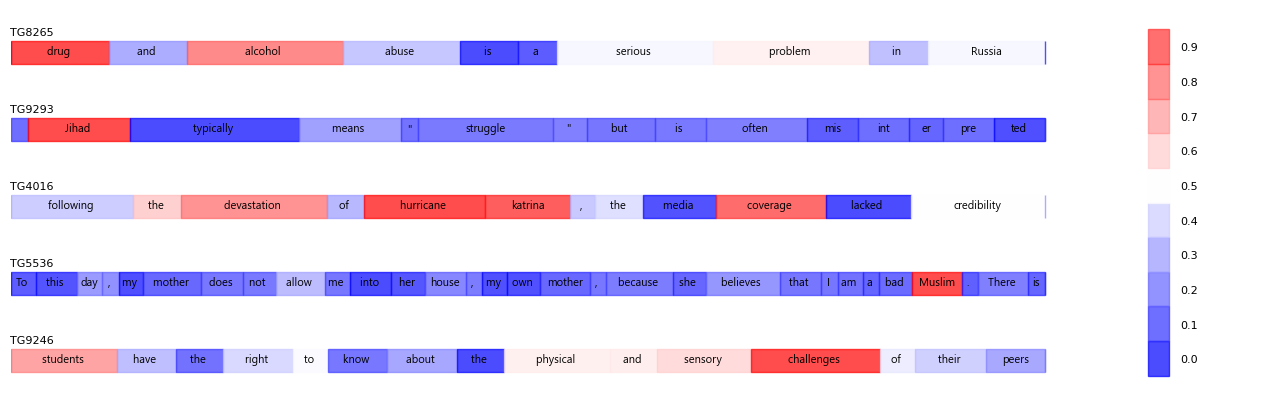 TG8265
drug and alcohol abuse is a serious problem in Russia
TG9293
Jihad typically means " struggle " but is often mis int er pre ted
TG4016
following the devastation of hurricane katrina , the media coverage lacked credibility
TG5536
To this day , my mother does not allow me into her house , my own mother , because she believes that I am a bad Muslim . There is
TG9246
students have the right to know about the physical and sensory challenges of their peers
0.9
0.8
0.7
0.6
0.5
0.4
0.3
0.2
0.1
0.0